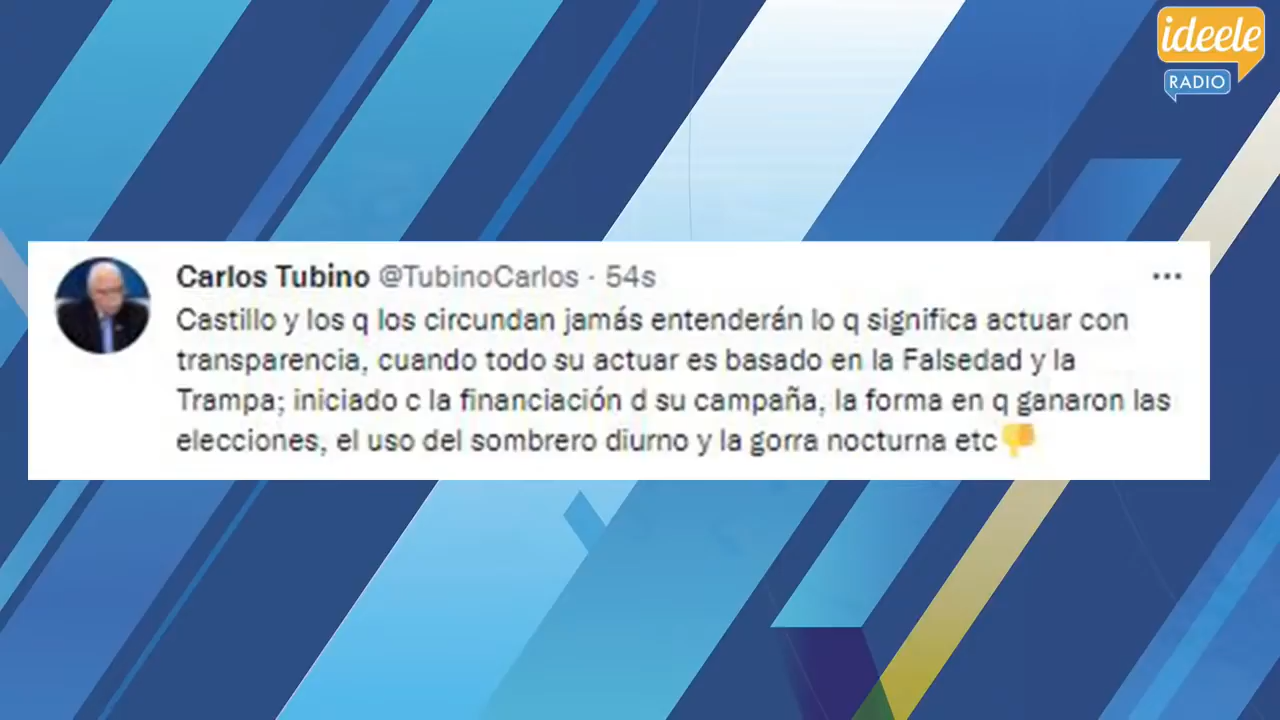 ideele
RADIO
Carlos Tubino @TubinoCarlos · 54s
Castillo y los q los circundan jamás entenderán lo q significa actuar con
transparencia, cuando todo su actuar es basado en la Falsedad y la
Trampa; iniciado c la financiación d su campaña, la forma en q ganaron las
elecciones, el uso del sombrero diurno y la gorra nocturna etc👎